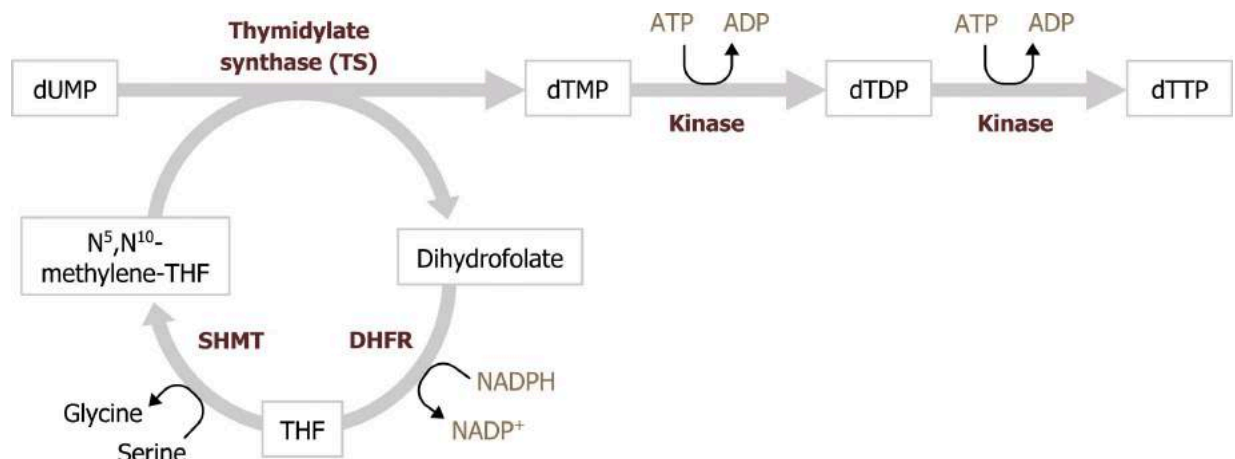 Thymidylate
synthase (TS)
ATP
ADP
ATP
ADP
dUMP
dTMP
dTDP
dTTP
Kinase
Kinase
N⁵,N¹⁰-
methylene-THF
Dihydrofolate
SHMT
DHFR
NADPH
Glycine
THF
NADP⁺
Serine